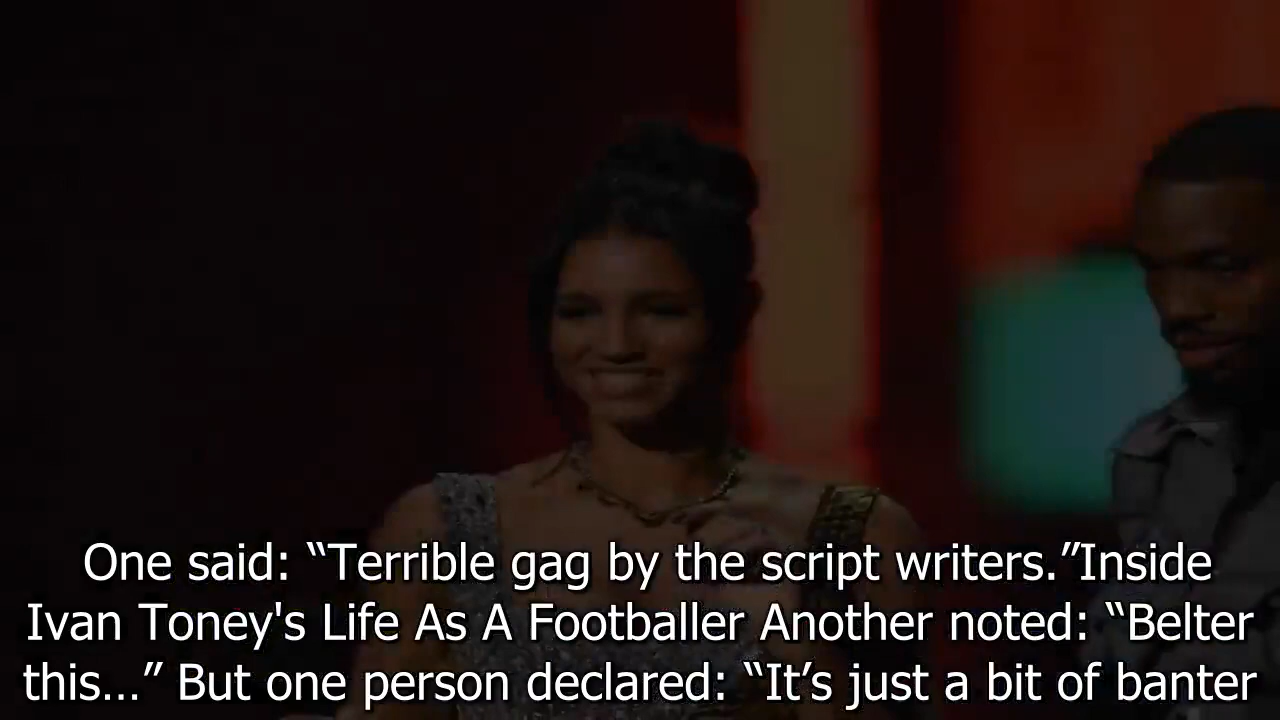 One said: “Terrible gag by the script writers.”Inside
Ivan Toney's Life As A Footballer Another noted: “Belter
this…” But one person declared: “It’s just a bit of banter